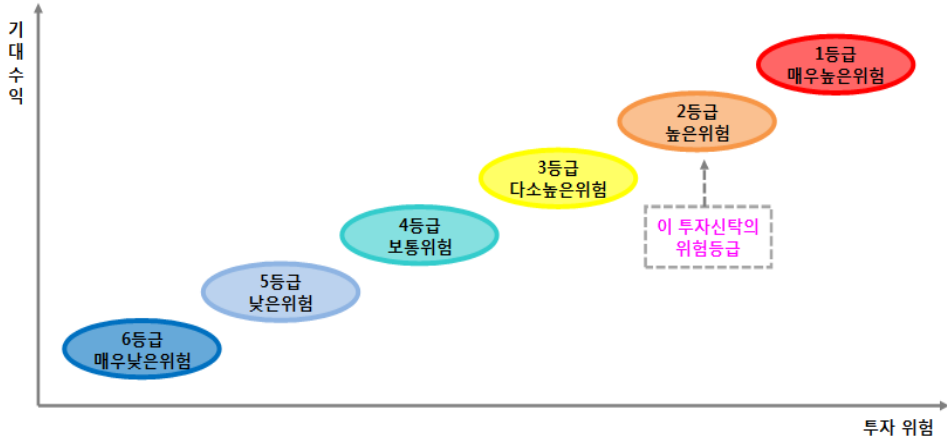 기
대
수
익
1등급
매우높은위험
2등급
높은위험
3등급
다소높은위험
이 투자신탁의
위험등급
4등급
보통위험
5등급
낮은위험
6등급
매우낮은위험
투자 위험